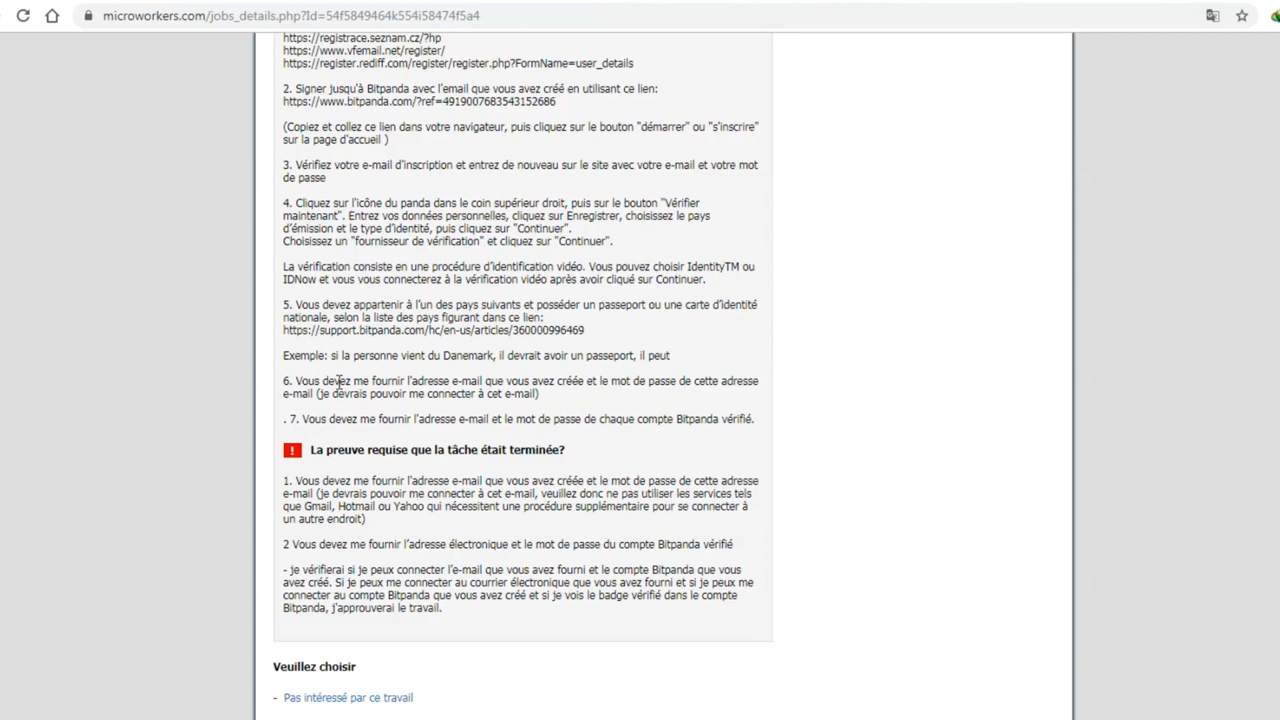 microworkers.com/jobs_details.php?Id=54f5849464k554i58474f5a4
https://registrace.seznam.cz/?hp
https://www.vfemail.net/register/
https://register.rediff.com/register/register.php?FormName=user_details
2. Signer jusqu'à Bitpanda avec l'email que vous avez créé en utilisant ce lien:
https://www.bitpanda.com/?ref=4919007683543152686
(Copiez et collez ce lien dans votre navigateur, puis cliquez sur le bouton "démarrer" ou "s'inscrire"
sur la page d'accueil )
3. Vérifiez votre e-mail d'inscription et entrez de nouveau sur le site avec votre e-mail et votre mot
de passe
4. Cliquez sur l'icône du panda dans le coin supérieur droit, puis sur le bouton "Vérifier
maintenant". Entrez vos données personnelles, cliquez sur Enregistrer, choisissez le pays
d'émission et le type d'identité, puis cliquez sur "Continuer".
Choisissez un "fournisseur de vérification" et cliquez sur "Continuer".
La vérification consiste en une procédure d'identification vidéo. Vous pouvez choisir IdentityTM ou
IDNow et vous vous connecterez à la vérification vidéo après avoir cliqué sur Continuer.
5. Vous devez appartenir à l'un des pays suivants et posséder un passeport ou une carte d'identité
nationale, selon la liste des pays figurant dans ce lien:
https://support.bitpanda.com/hc/en-us/articles/360000996469
Exemple: si la personne vient du Danemark, il devrait avoir un passeport, il peut
6. Vous devez me fournir l'adresse e-mail que vous avez créée et le mot de passe de cette adresse
e-mail (je devrais pouvoir me connecter à cet e-mail)
. 7. Vous devez me fournir l'adresse e-mail et le mot de passe de chaque compte Bitpanda vérifié.
! La preuve requise que la tâche était terminée?
1. Vous devez me fournir l'adresse e-mail que vous avez créée et le mot de passe de cette adresse
e-mail (je devrais pouvoir me connecter à cet e-mail, veuillez donc ne pas utiliser les services tels
que Gmail, Hotmail ou Yahoo qui nécessitent une procédure supplémentaire pour se connecter à
un autre endroit)
2 Vous devez me fournir l'adresse électronique et le mot de passe du compte Bitpanda vérifié
- je vérifierai si je peux connecter l'e-mail que vous avez fourni et le compte Bitpanda que vous
avez créé. Si je peux me connecter au courrier électronique que vous avez fourni et si je peux me
connecter au compte Bitpanda que vous avez créé et si je vois le badge vérifié dans le compte
Bitpanda, j'approuverai le travail.
Veuillez choisir
- Pas intéressé par ce travail